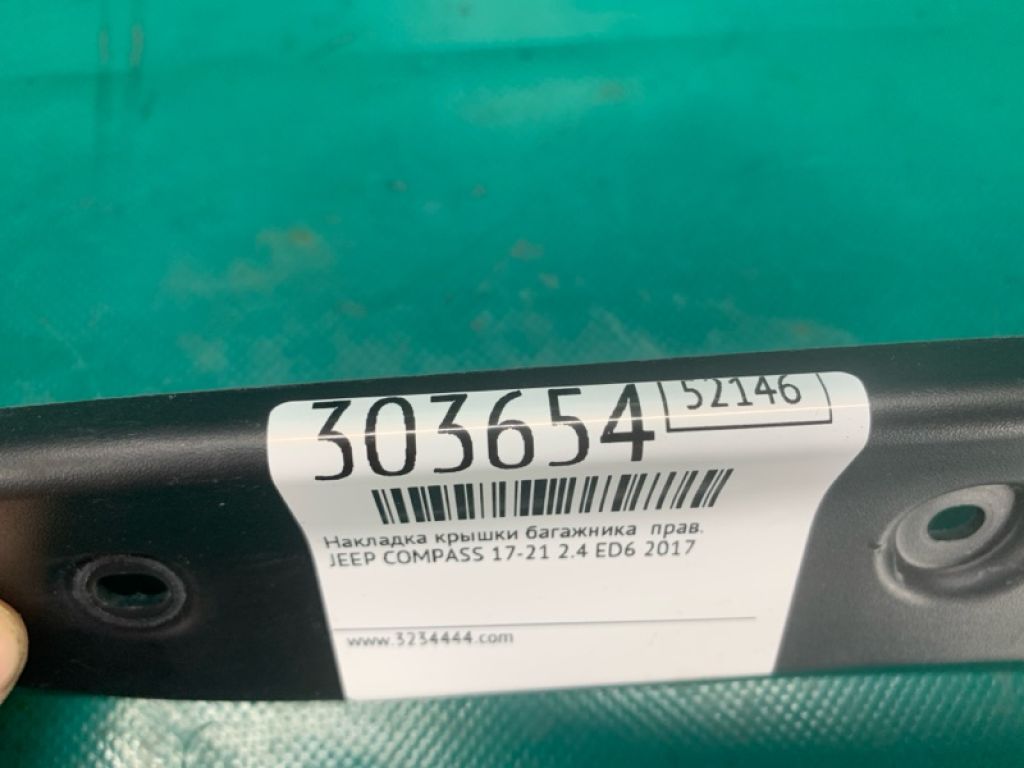 303654 52146
Накладка крышки багажника прав.
JEEP COMPASS 17-21 2.4 ED6 2017
www.3234444.com